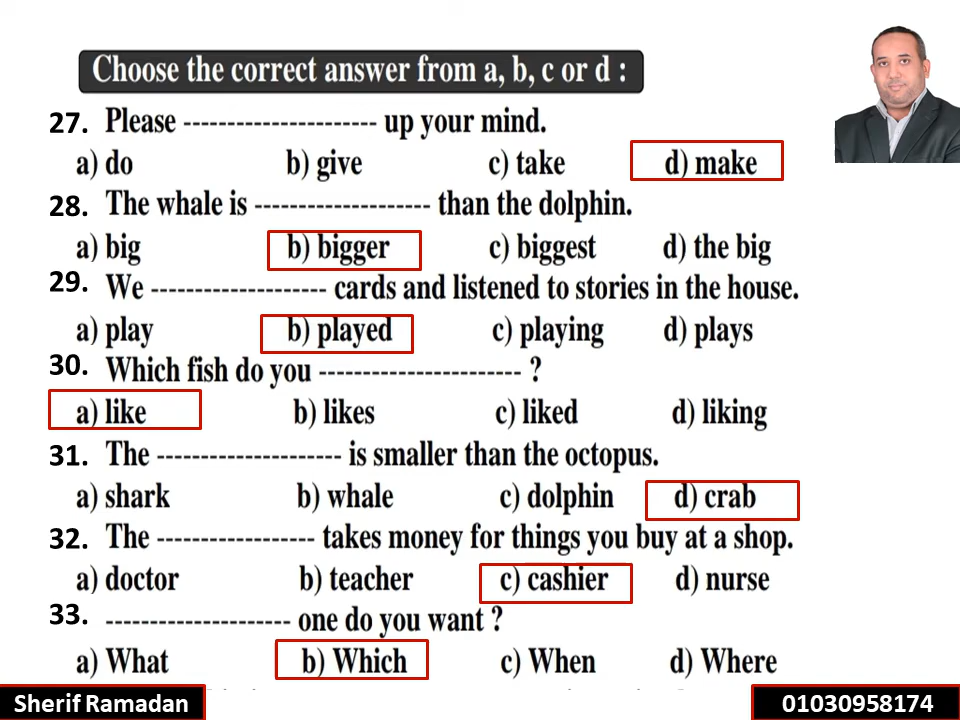 Choose the correct answer from a, b, c or d :
27. Please ---------------------- up your mind.
a) do b) give c) take d) make
28. The whale is -------------------- than the dolphin.
a) big b) bigger c) biggest d) the big
29. We -------------------- cards and listened to stories in the house.
a) play b) played c) playing d) plays
30. Which fish do you ----------------------- ?
a) like b) likes c) liked d) liking
31. The --------------------- is smaller than the octopus.
a) shark b) whale c) dolphin d) crab
32. The ------------------ takes money for things you buy at a shop.
a) doctor b) teacher c) cashier d) nurse
33. --------------------- one do you want ?
a) What b) Which c) When d) Where
Sherif Ramadan 01030958174